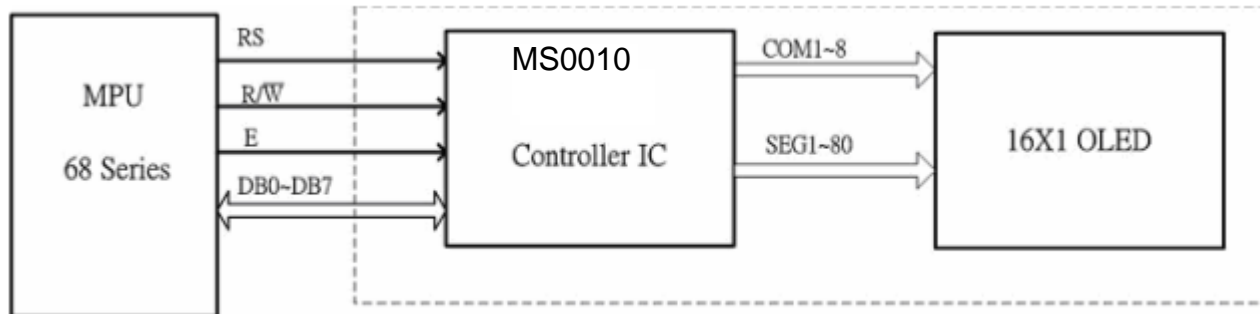 MPU
68 Series
RS
R/W̅
E
DB0~DB7
MS0010
Controller IC
COM1~8
SEG1~80
16X1 OLED